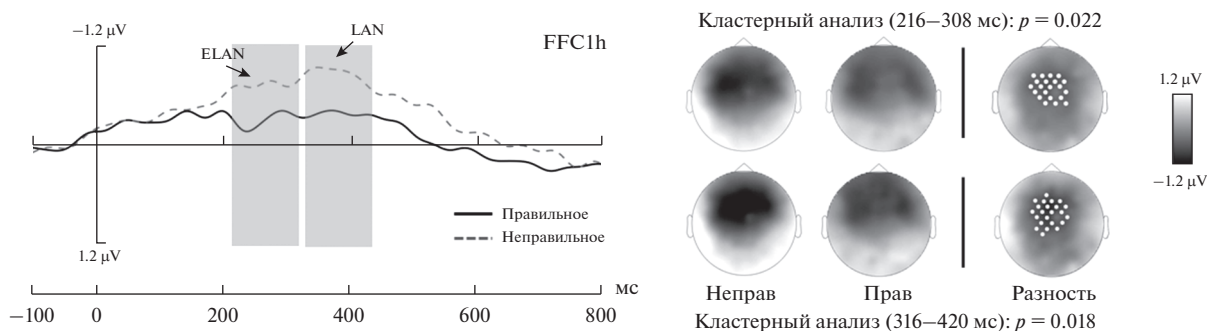 −1.2 μV
ELAN
LAN
FFC1h
Правильное
Неправильное
1.2 μV
мс
−100 0 200 400 600 800
Кластерный анализ (216–308 мс): p = 0.022
1.2 μV
−1.2 μV
Неправ Прав Разность
Кластерный анализ (316–420 мс): p = 0.018